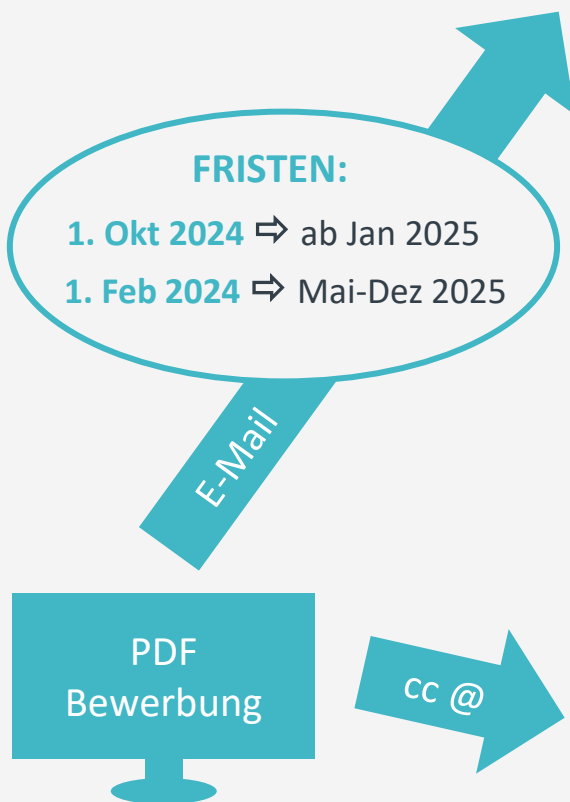 FRISTEN:
1. Okt 2024 ⇨ ab Jan 2025
1. Feb 2024 ⇨ Mai-Dez 2025
E-Mail
PDF
Bewerbung
cc @